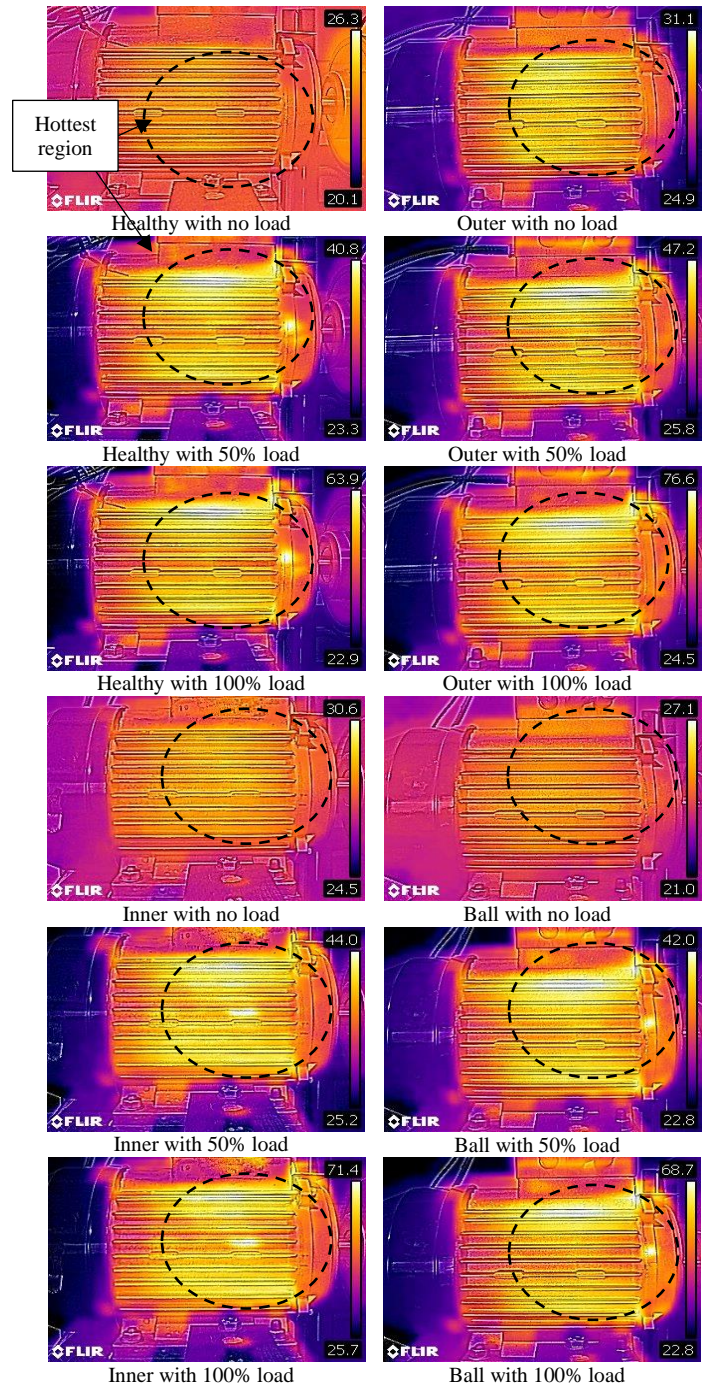 26.3
Hottest
region
20.1
FLIR
Healthy with no load
31.1
24.9
FLIR
Outer with no load
40.8
23.3
FLIR
Healthy with 50% load
47.2
25.8
FLIR
Outer with 50% load
63.9
22.9
FLIR
Healthy with 100% load
76.6
24.5
FLIR
Outer with 100% load
30.6
24.5
FLIR
Inner with no load
27.1
21.0
FLIR
Ball with no load
44.0
25.2
FLIR
Inner with 50% load
42.0
22.8
FLIR
Ball with 50% load
71.4
25.7
FLIR
Inner with 100% load
68.7
22.8
FLIR
Ball with 100% load